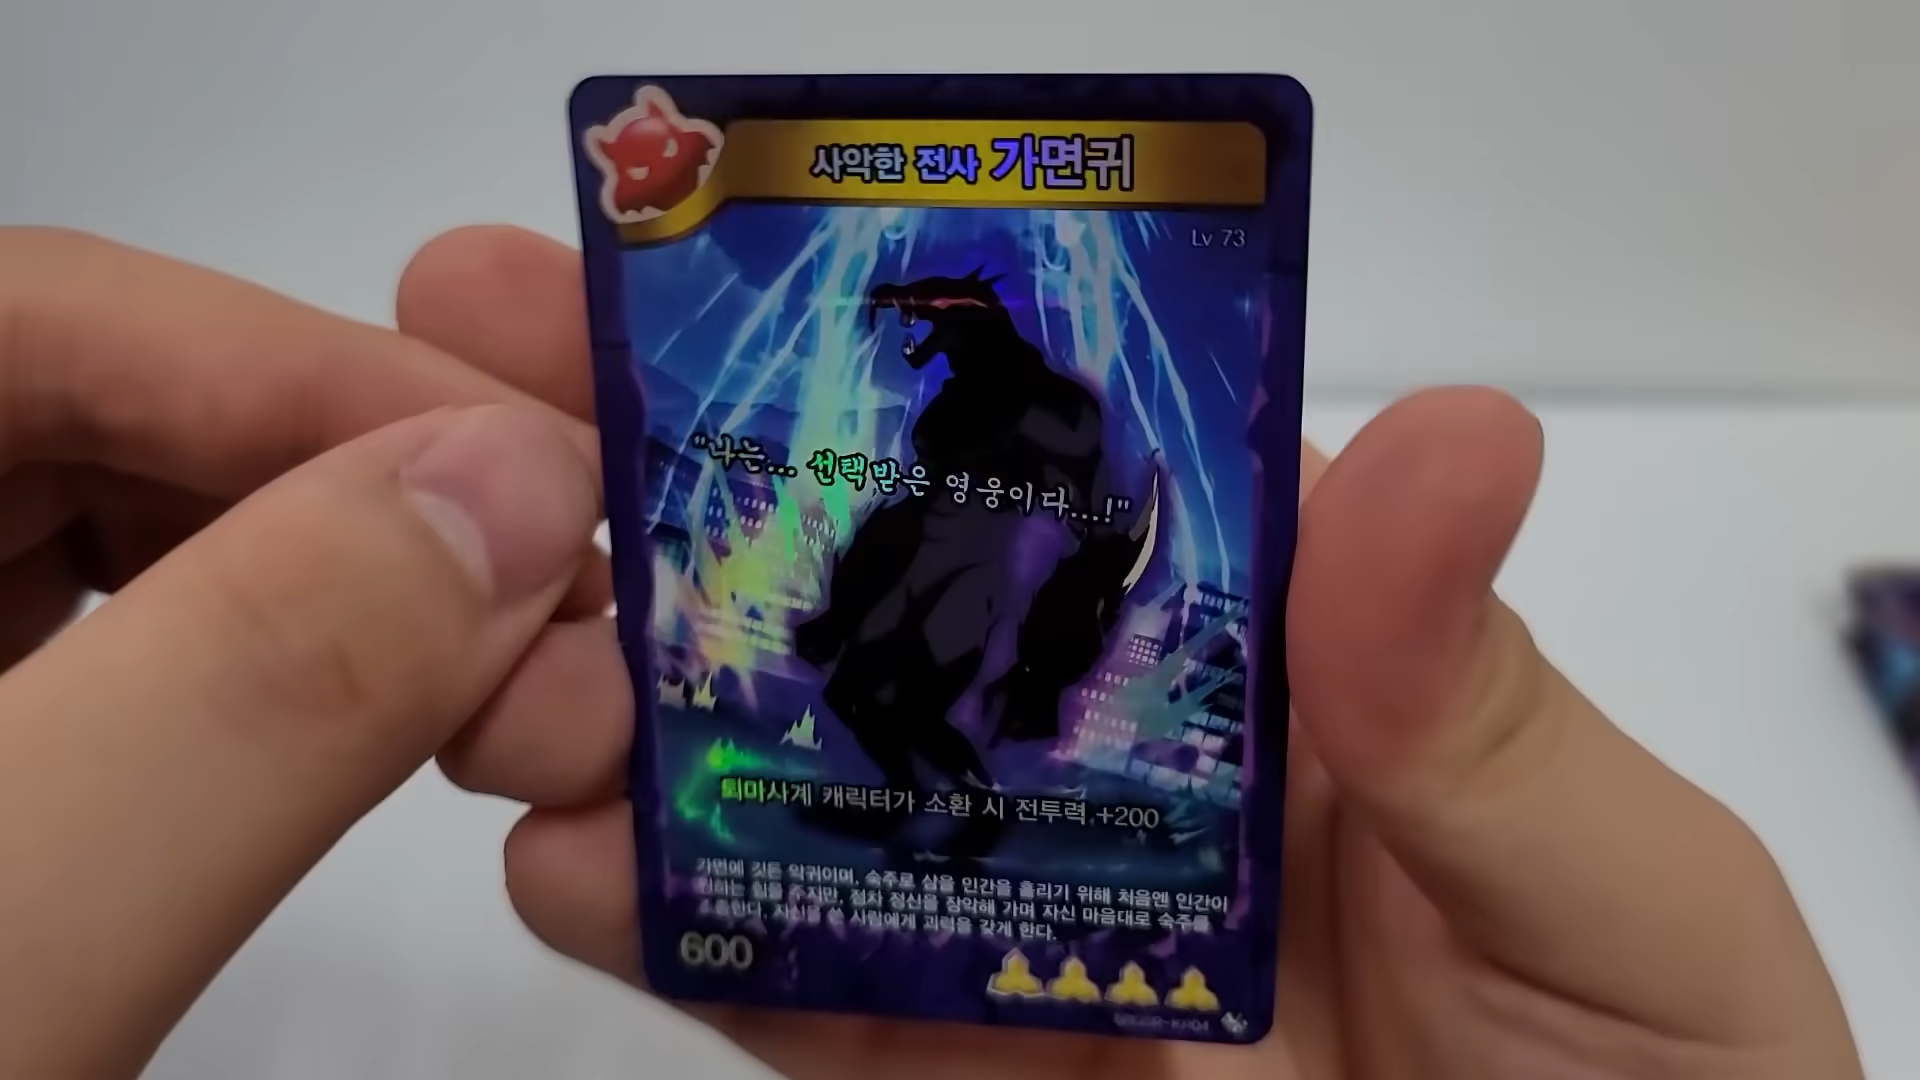 사악한 전사 가면귀
Lv 73
"나는... 선택받은 영웅이다...!"
퇴마사계 캐릭터가 소환 시 전투력 +200
가면에 깃든 악귀이며, 숙주로 삼을 인간을 홀리기 위해 처음엔 인간이
원하는 힘을 주지만, 점차 정신을 장악해 가며 자신 마음대로 숙주를
조종한다. 자신을 쓴 사람에게 괴력을 갖게 한다.
600